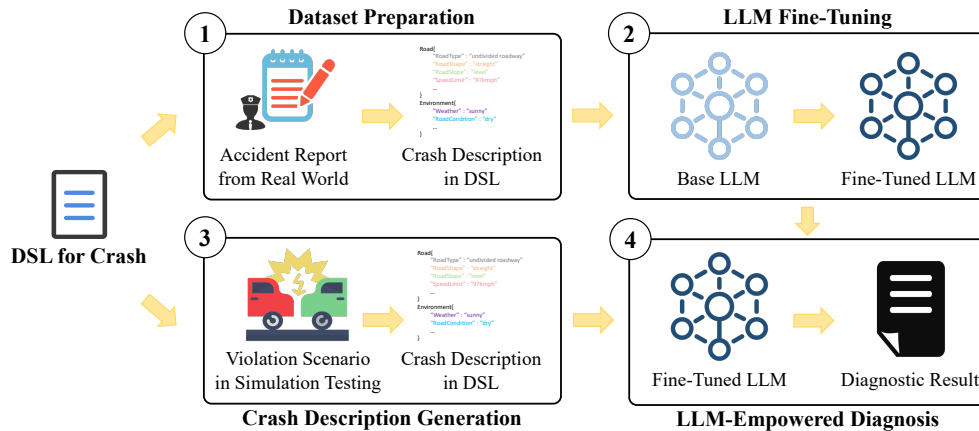 Dataset Preparation
1
Road{
"RoadType" : "undivided roadway"
"RoadShape" : "straight"
"RoadSlope" : "level"
"SpeedLimit" : "97kmph"
...
}
Environment{
"Weather" : "sunny"
"RoadCondition" : "dry"
...
}
Accident Report
from Real World
Crash Description
in DSL
LLM Fine-Tuning
2
Base LLM
Fine-Tuned LLM
DSL for Crash
3
Road{
"RoadType" : "undivided roadway"
"RoadShape" : "straight"
"RoadSlope" : "level"
"SpeedLimit" : "97kmph"
...
}
Environment{
"Weather" : "sunny"
"RoadCondition" : "dry"
...
}
Violation Scenario
in Simulation Testing
Crash Description
in DSL
Crash Description Generation
4
Fine-Tuned LLM
Diagnostic Result
LLM-Empowered Diagnosis